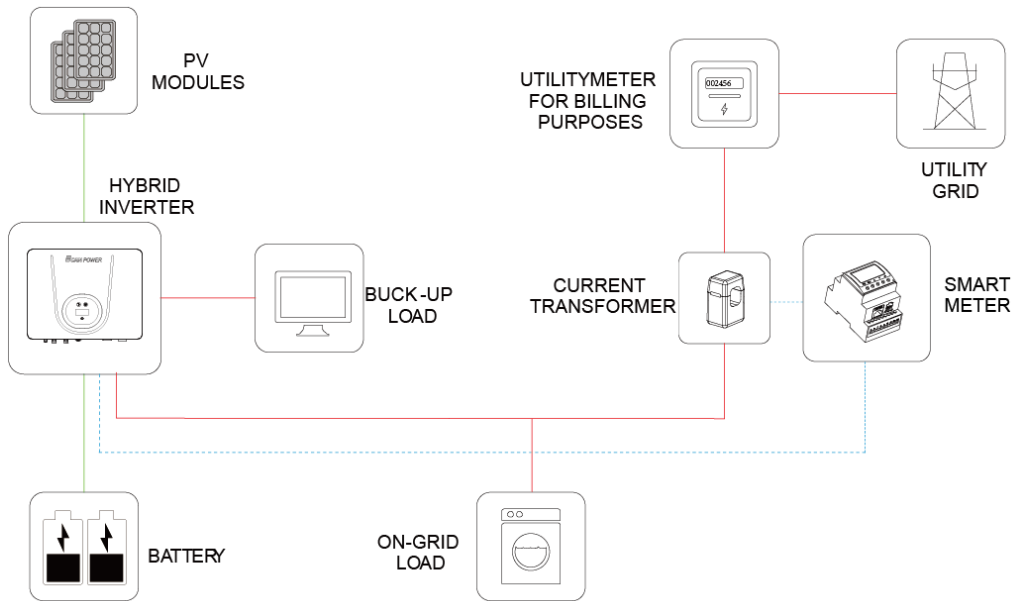 PV
MODULES
UTILITYMETER
FOR BILLING
PURPOSES
002456
UTILITY
GRID
HYBRID
INVERTER
BUCK-UP
LOAD
CURRENT
TRANSFORMER
SMART
METER
BATTERY
ON-GRID
LOAD